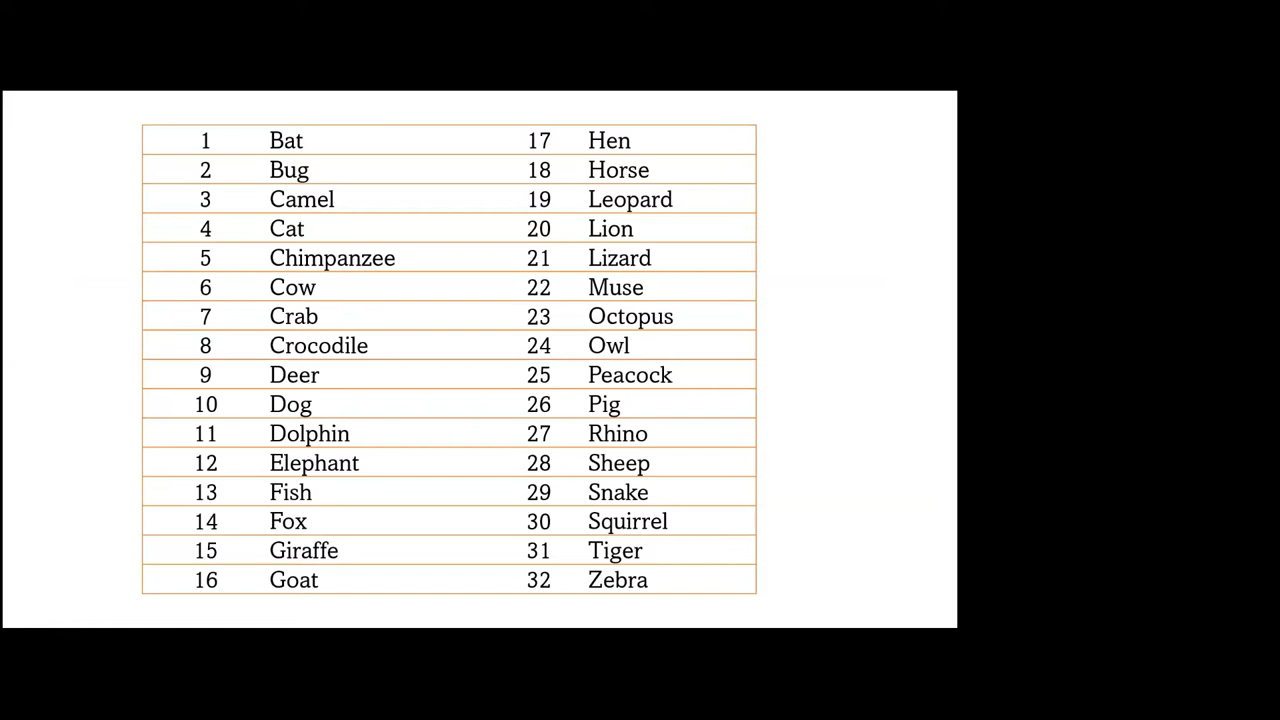 1 Bat 17 Hen
2 Bug 18 Horse
3 Camel 19 Leopard
4 Cat 20 Lion
5 Chimpanzee 21 Lizard
6 Cow 22 Muse
7 Crab 23 Octopus
8 Crocodile 24 Owl
9 Deer 25 Peacock
10 Dog 26 Pig
11 Dolphin 27 Rhino
12 Elephant 28 Sheep
13 Fish 29 Snake
14 Fox 30 Squirrel
15 Giraffe 31 Tiger
16 Goat 32 Zebra